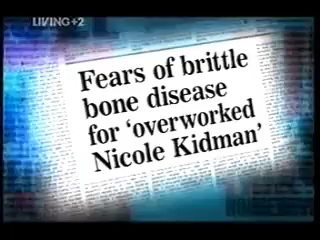 LIVING+2
Fears of brittle
bone disease
for ‘overworked
Nicole Kidman’